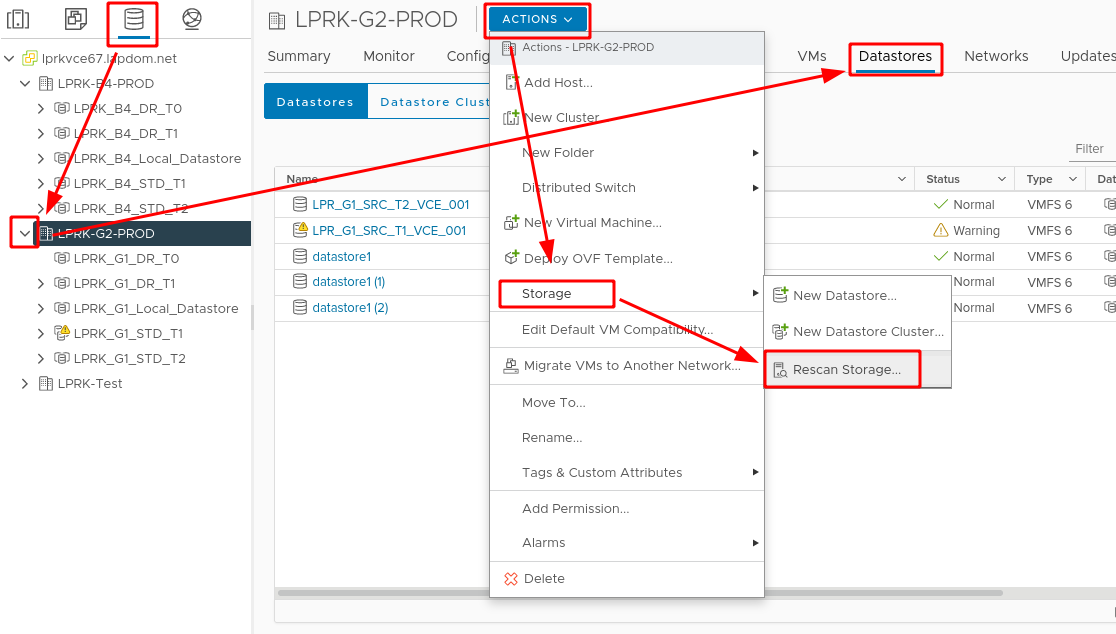 LPRK-G2-PROD
ACTIONS
Summary
Monitor
Config
VMs
Datastores
Networks
Updates
lprkvce67.lapdom.net
LPRK-B4-PROD
LPRK_B4_DR_T0
LPRK_B4_DR_T1
LPRK_B4_Local_Datastore
LPRK_B4_STD_T1
LPRK_B4_STD_T2
LPRK-G2-PROD
LPRK_G1_DR_T0
LPRK_G1_DR_T1
LPRK_G1_Local_Datastore
LPRK_G1_STD_T1
LPRK_G1_STD_T2
LPRK-Test
Datastores
Datastore Clust
Filter
Name
Status
Type
Dat
LPR_G1_SRC_T2_VCE_001
Normal
VMFS 6
LPR_G1_SRC_T1_VCE_001
Warning
VMFS 6
datastore1
Normal
VMFS 6
datastore1 (1)
Normal
VMFS 6
datastore1 (2)
Normal
VMFS 6
Actions - LPRK-G2-PROD
Add Host...
New Cluster...
New Folder
Distributed Switch
New Virtual Machine...
Deploy OVF Template...
Storage
Edit Default VM Compatibility...
Migrate VMs to Another Network...
Move To...
Rename...
Tags & Custom Attributes
Add Permission...
Alarms
Delete
New Datastore...
New Datastore Cluster...
Rescan Storage...